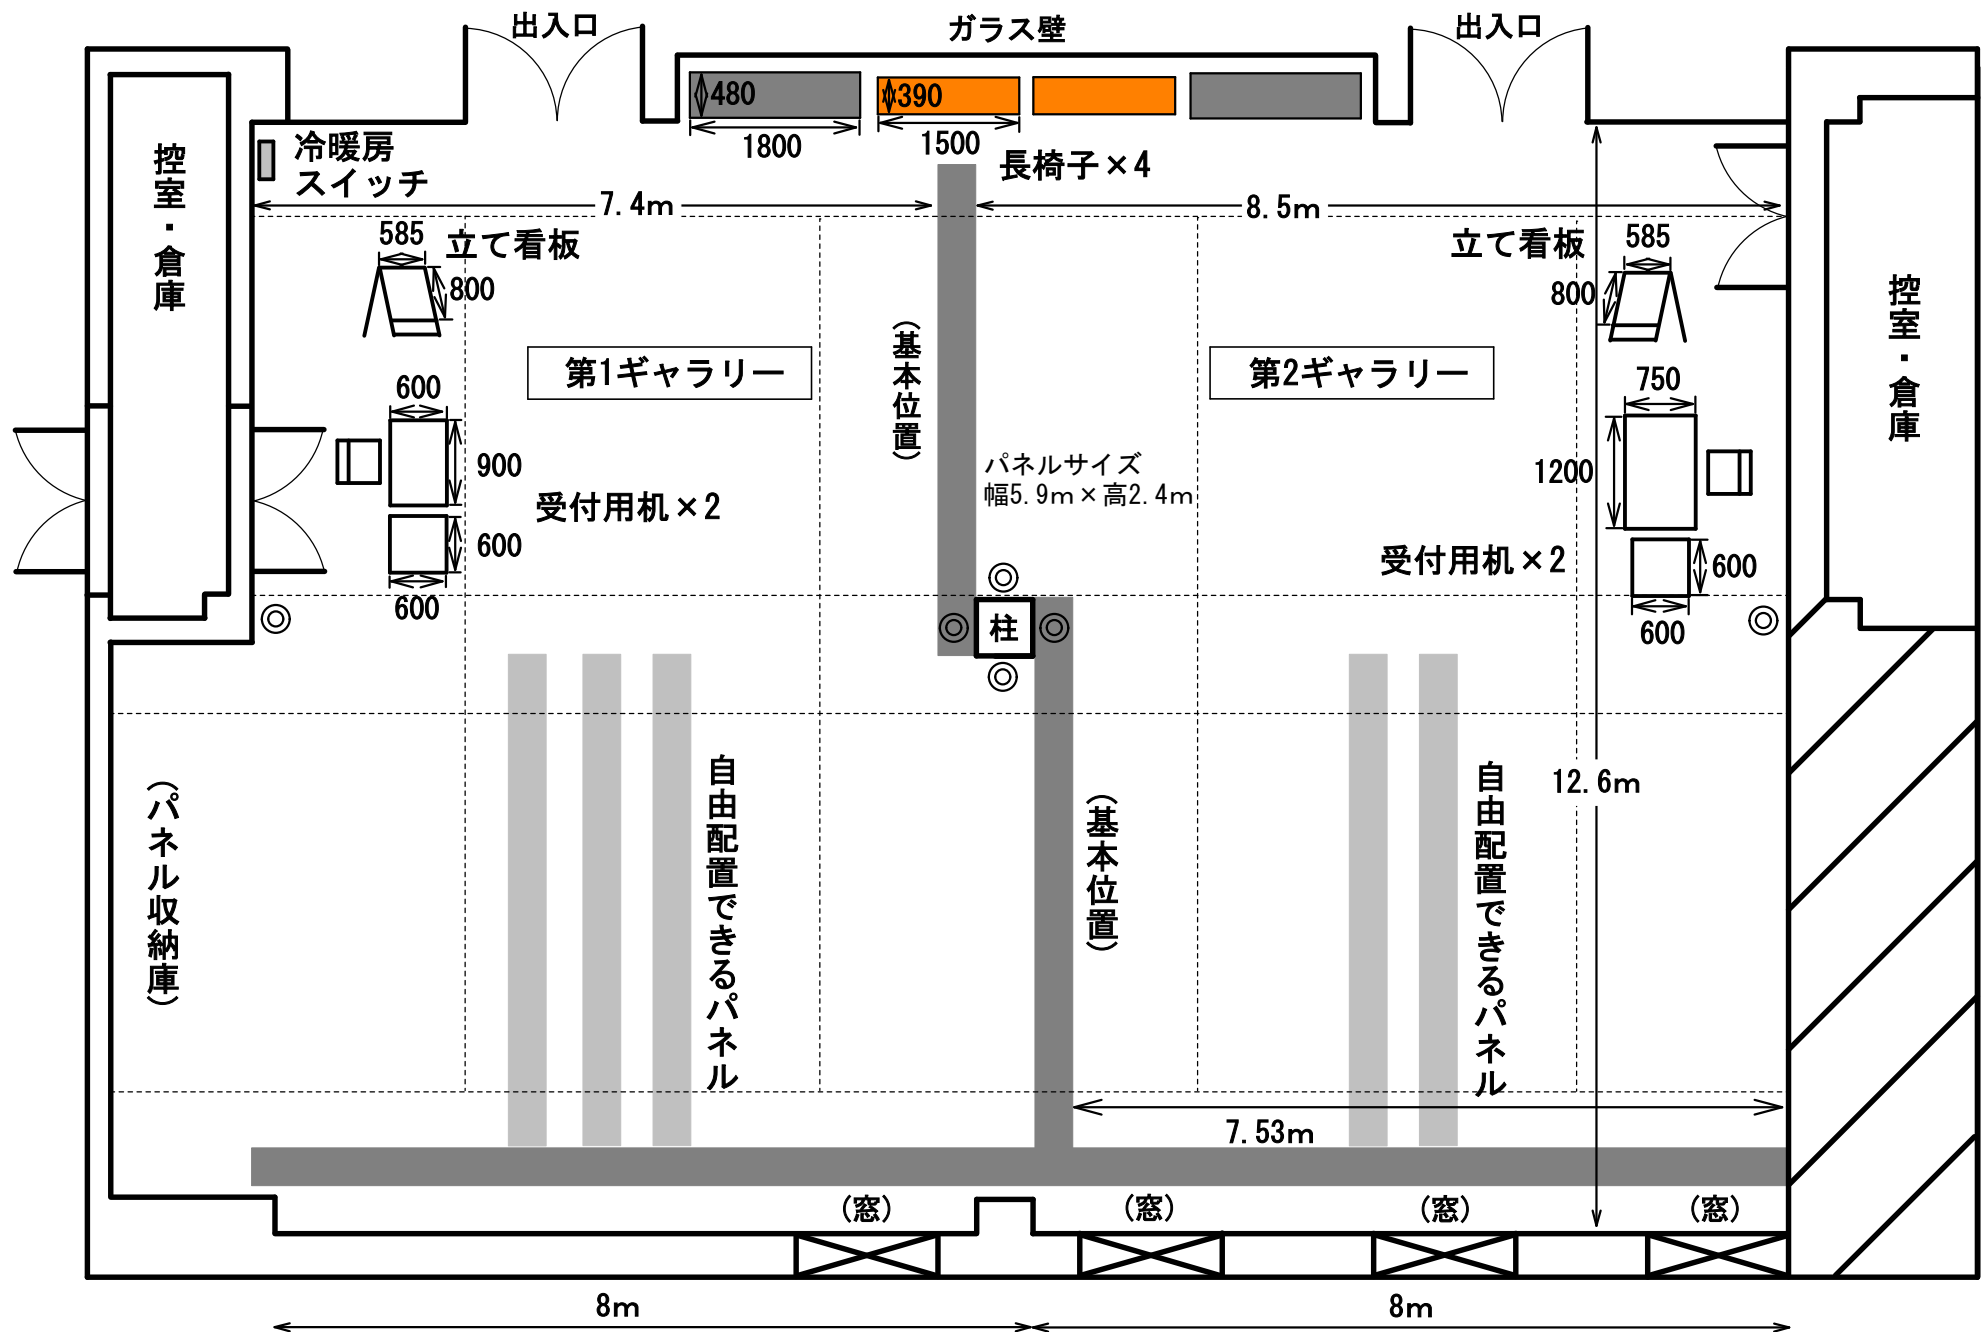 出入口
ガラス壁
出入口
480
390
1800
1500
長椅子×4
冷暖房
スイッチ
控室・倉庫
7.4m
8.5m
585
立て看板
800
立て看板
585
800
控室・倉庫
(基本位置)
第1ギャラリー
第2ギャラリー
600
900
受付用机×2
600
600
パネルサイズ
幅5.9m×高2.4m
750
1200
受付用机×2
600
600
柱
12.6m
(パネル収納庫)
自由配置できるパネル
(基本位置)
自由配置できるパネル
7.53m
(窓)
(窓)
(窓)
(窓)
8m
8m